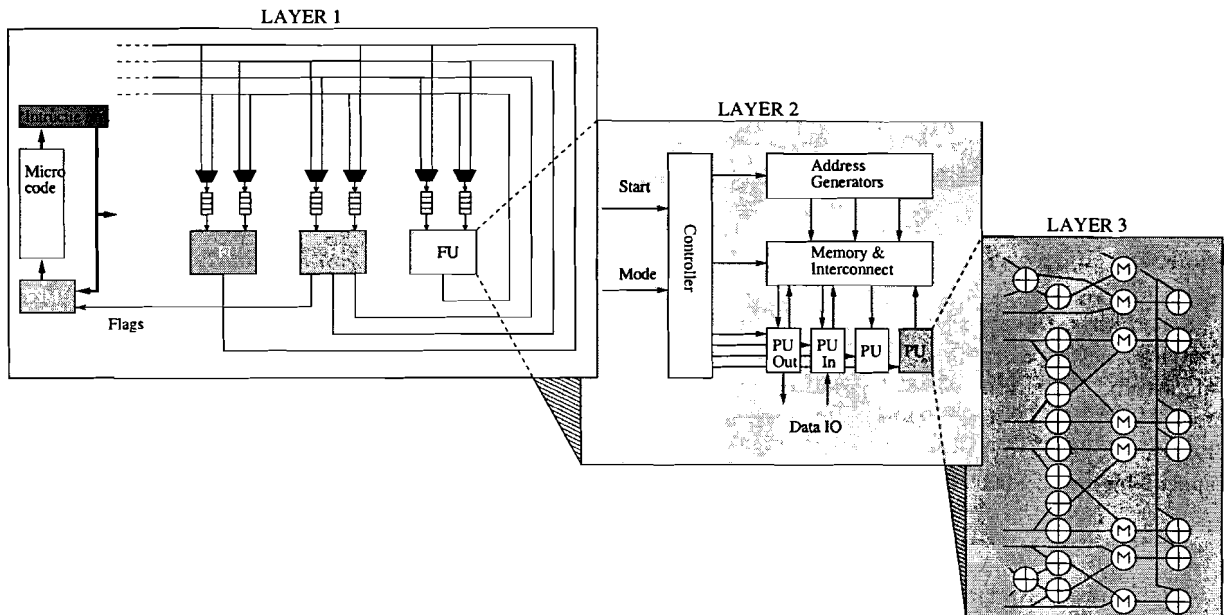 LAYER 1
Micro
code
Flags
FU
LAYER 2
Start
Mode
Controller
Address
Generators
Memory &
Interconnect
PU
Out
PU
In
PU
PU
Data IO
LAYER 3
M
M
M
M
M
M
M
M